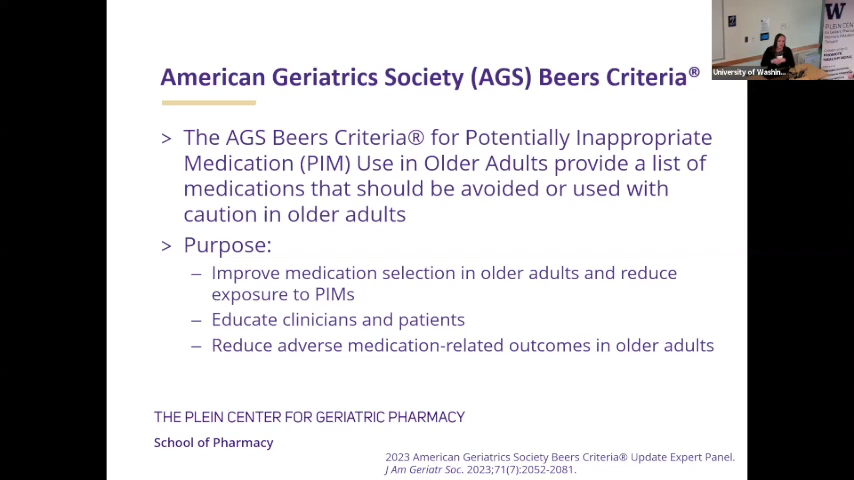 American Geriatrics Society (AGS) Beers Criteria®
> The AGS Beers Criteria® for Potentially Inappropriate
Medication (PIM) Use in Older Adults provide a list of
medications that should be avoided or used with
caution in older adults
> Purpose:
– Improve medication selection in older adults and reduce
exposure to PIMs
– Educate clinicians and patients
– Reduce adverse medication-related outcomes in older adults
THE PLEIN CENTER FOR GERIATRIC PHARMACY
School of Pharmacy
2023 American Geriatrics Society Beers Criteria® Update Expert Panel.
J Am Geriatr Soc. 2023;71(7):2052-2081.
University of Washin...
W
PLEIN CEN